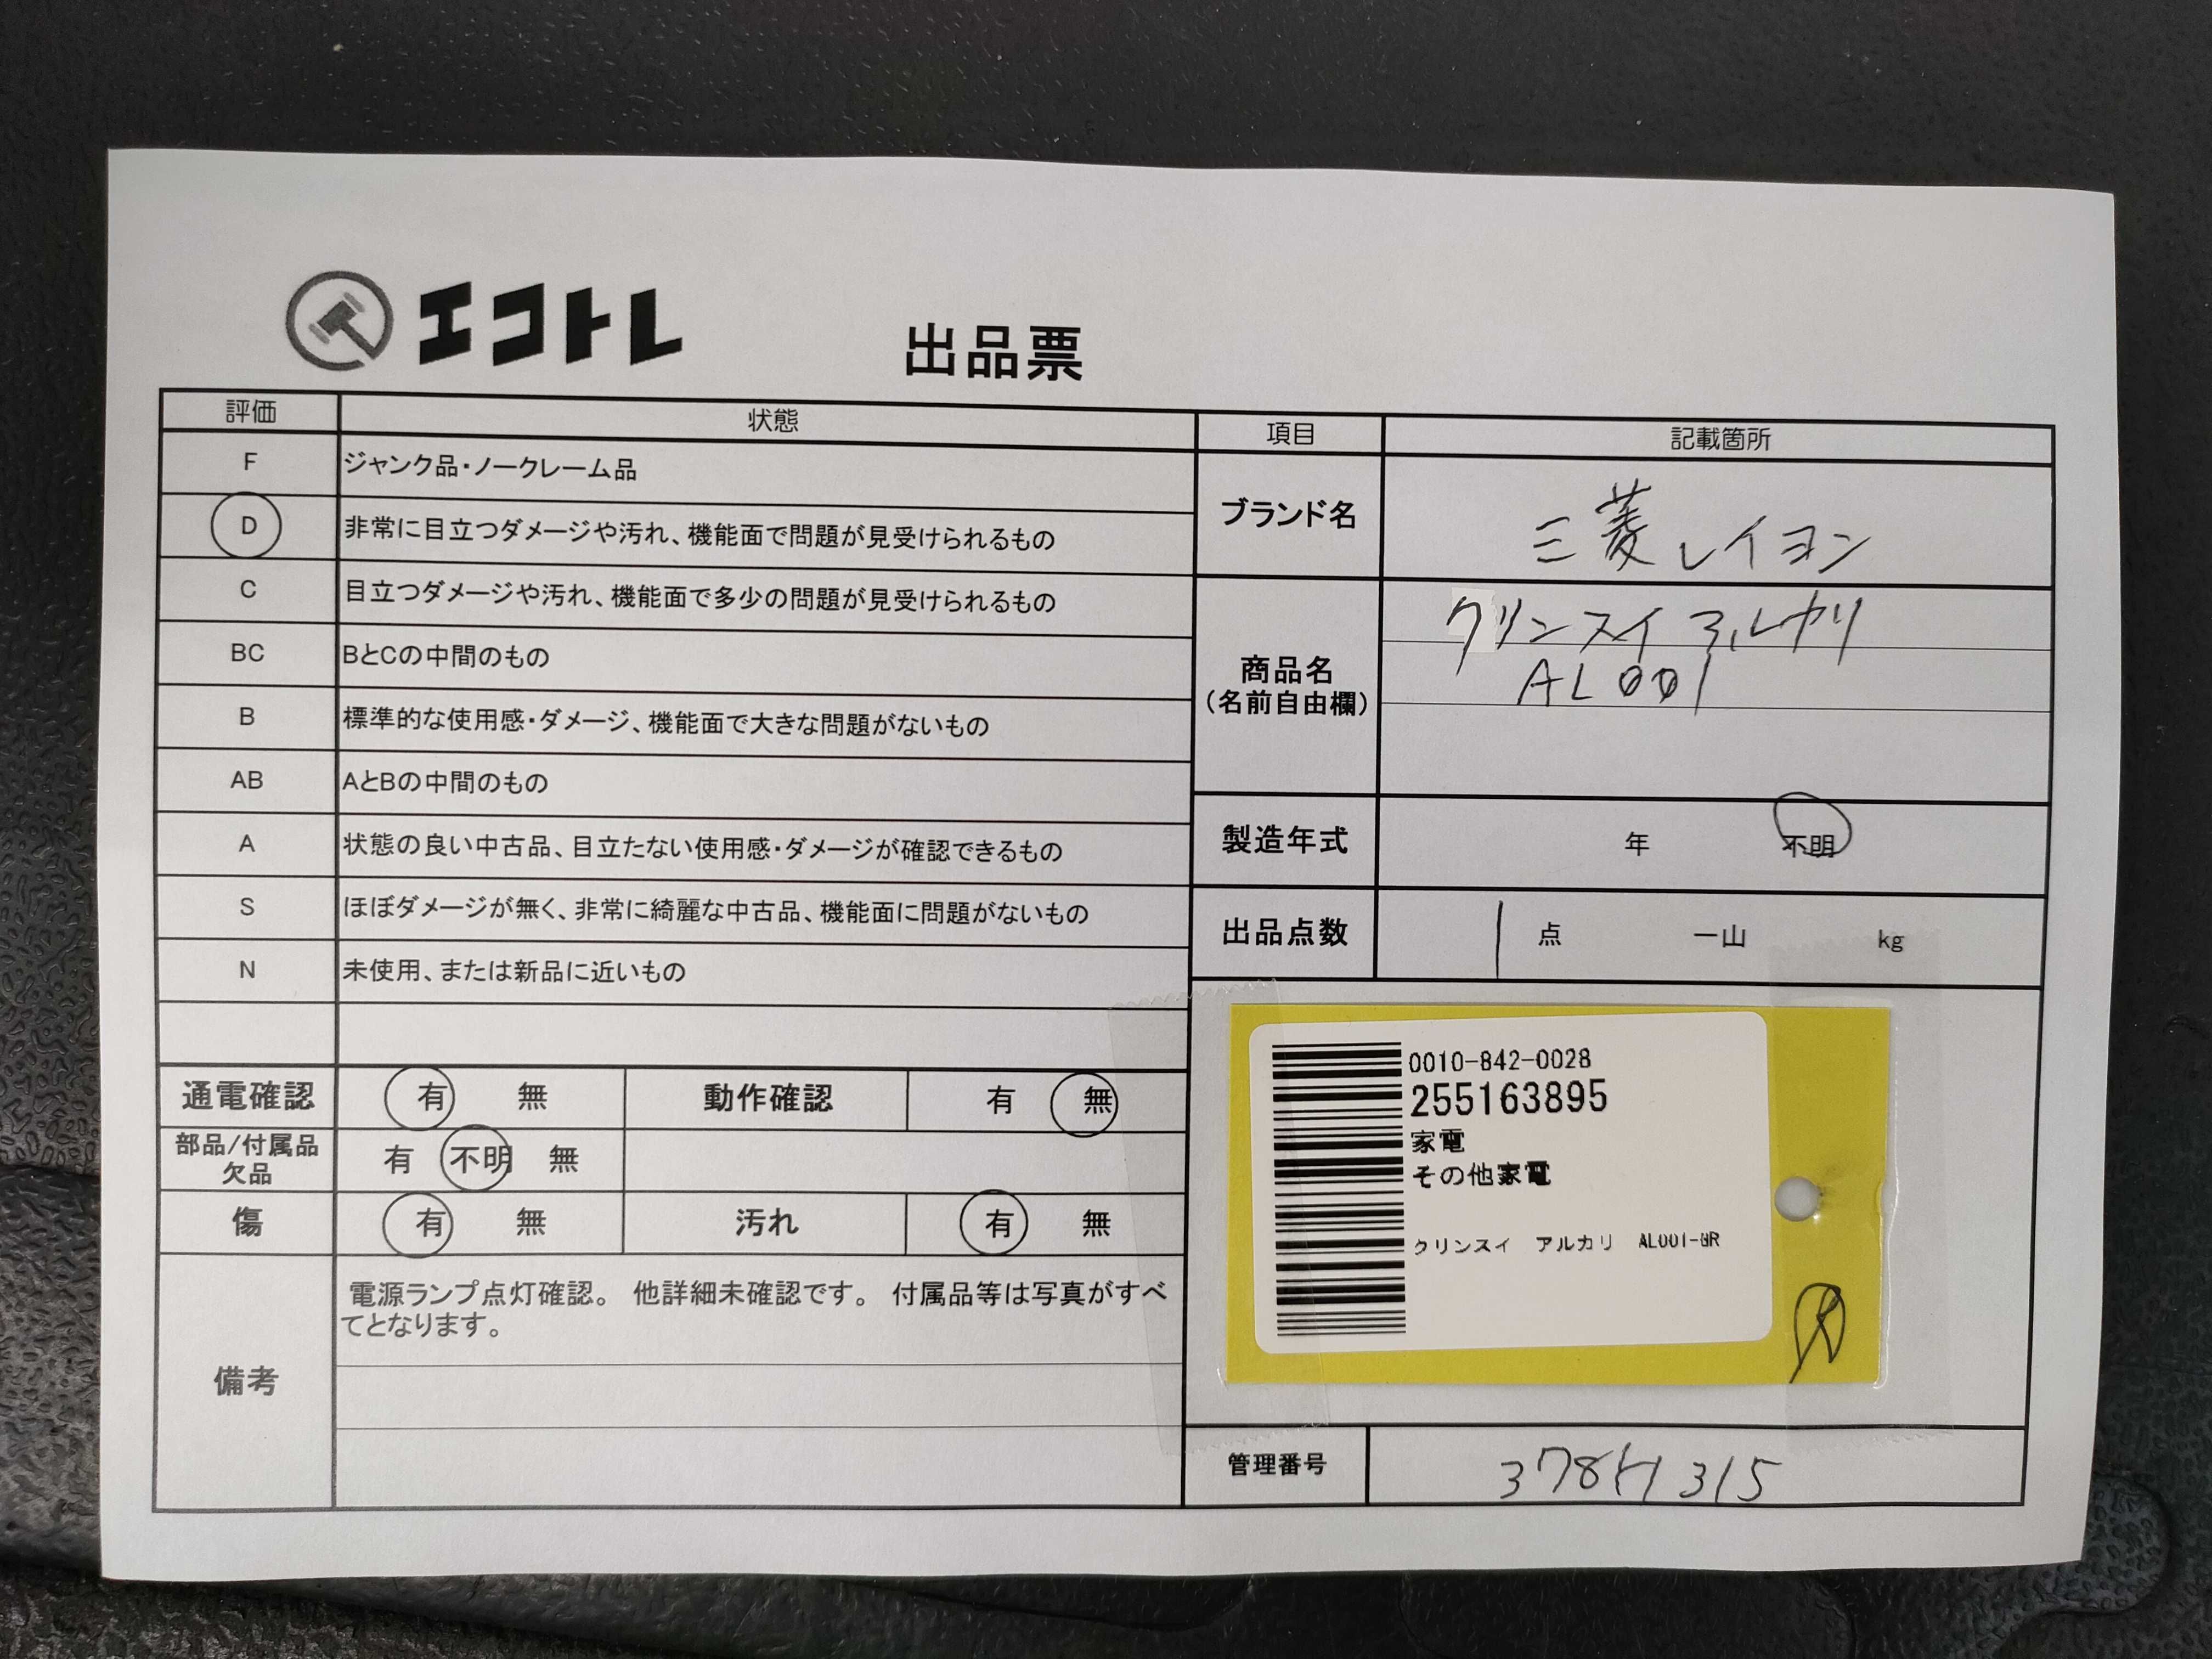 エコトレ
出品票
評価 状態
F ジャンク品・ノークレーム品
D 非常に目立つダメージや汚れ、機能面で問題が見受けられるもの
C 目立つダメージや汚れ、機能面で多少の問題が見受けられるもの
BC BとCの中間のもの
B 標準的な使用感・ダメージ、機能面で大きな問題がないもの
AB AとBの中間のもの
A 状態の良い中古品、目立たない使用感・ダメージが確認できるもの
S ほぼダメージが無く、非常に綺麗な中古品、機能面に問題がないもの
N 未使用、または新品に近いもの
通電確認 有 無 動作確認 有 無
部品/付属品
欠品 有 不明 無
傷 有 無 汚れ 有 無
備考
電源ランプ点灯確認。 他詳細未確認です。 付属品等は写真がすべ
てとなります。
項目 記載箇所
ブランド名 三菱レイヨン
商品名
(名前自由欄)
クリンスイ アルカリ
AL001
製造年式 年 不明
出品点数 1 点 一山 kg
0010-842-0028
255163895
家電
その他家電
クリンスイ アルカリ AL001-GR
管理番号